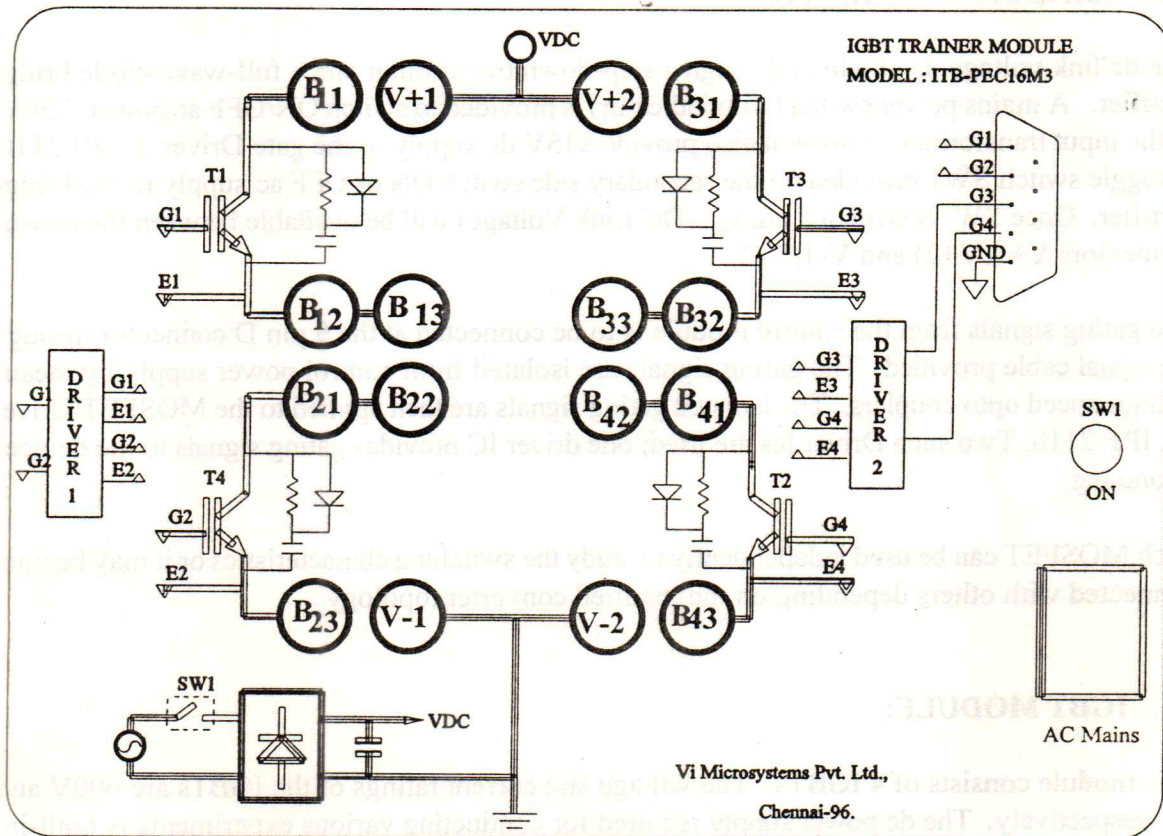 VDC
IGBT TRAINER MODULE
MODEL : ITB-PEC16M3
B11
V+1
V+2
B31
T1
T3
G1
G3
E1
E3
B12
B13
B33
B32
G1
G2
G3
G4
GND
B21
B22
B42
B41
G1
G2
DRIVER 1
G1
E1
G2
E2
G3
E3
G4
E4
DRIVER 2
SW1
ON
T4
T2
G2
G4
E2
E4
B23
V-1
V-2
B43
SW1
VDC
AC Mains
Vi Microsystems Pvt. Ltd.,
Chennai-96.